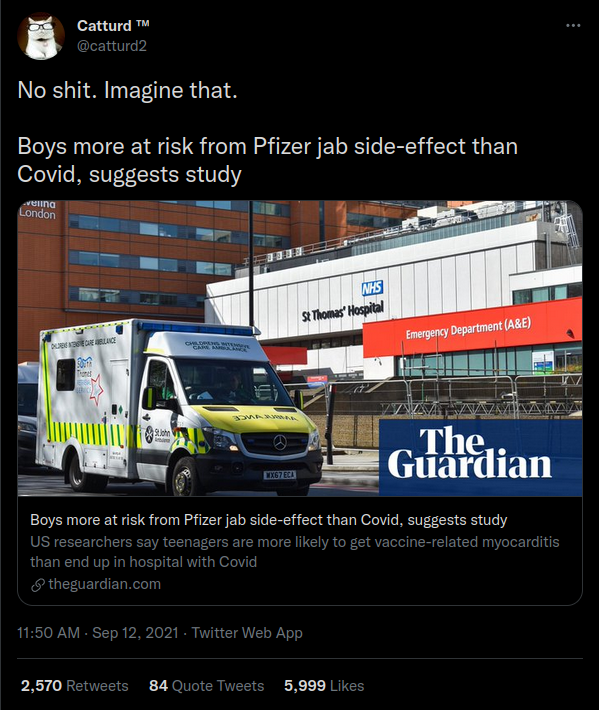 Catturd ™
@catturd2
No shit. Imagine that.
Boys more at risk from Pfizer jab side-effect than
Covid, suggests study
London
NHS
St Thomas' Hospital
Emergency Department (A&E)
CHILDRENS INTENSIVE CARE AMBULANCE
CHILDRENS INTENSIVE
CARE AMBULANCE
South
Thames
St John
Ambulance
AMBULANCE
WX67 ECA
The
Guardian
Boys more at risk from Pfizer jab side-effect than Covid, suggests study
US researchers say teenagers are more likely to get vaccine-related myocarditis
than end up in hospital with Covid
theguardian.com
11:50 AM · Sep 12, 2021 · Twitter Web App
2,570 Retweets 84 Quote Tweets 5,999 Likes